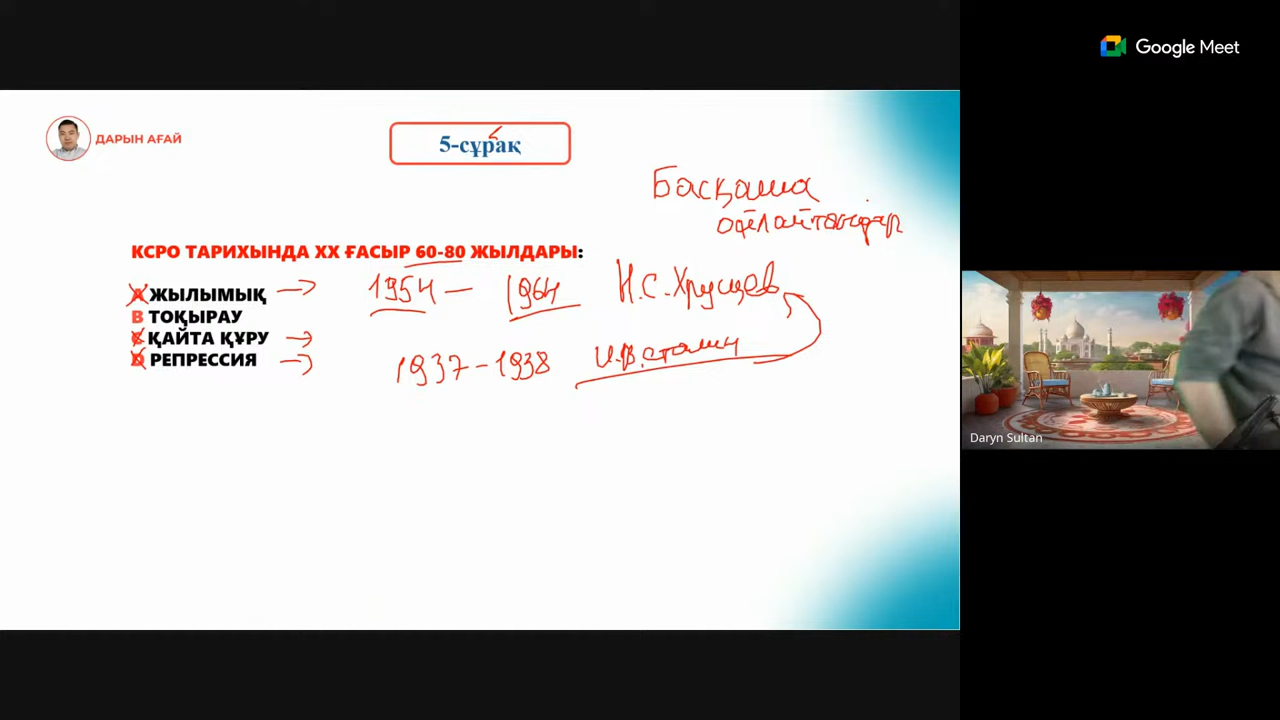 Google Meet
ДАРЫН АҒАЙ
5-сұрақ
Басқаша
ойлайтындар
КСРО ТАРИХЫНДА ХХ ҒАСЫР 60-80 ЖЫЛДАРЫ:
A ЖЫЛЫМЫҚ → 1954 - 1964 Н.С.Хрущев
B ТОҚЫРАУ
C ҚАЙТА ҚҰРУ →
D РЕПРЕССИЯ → 1937-1938 И.В.Сталин
Daryn Sultan